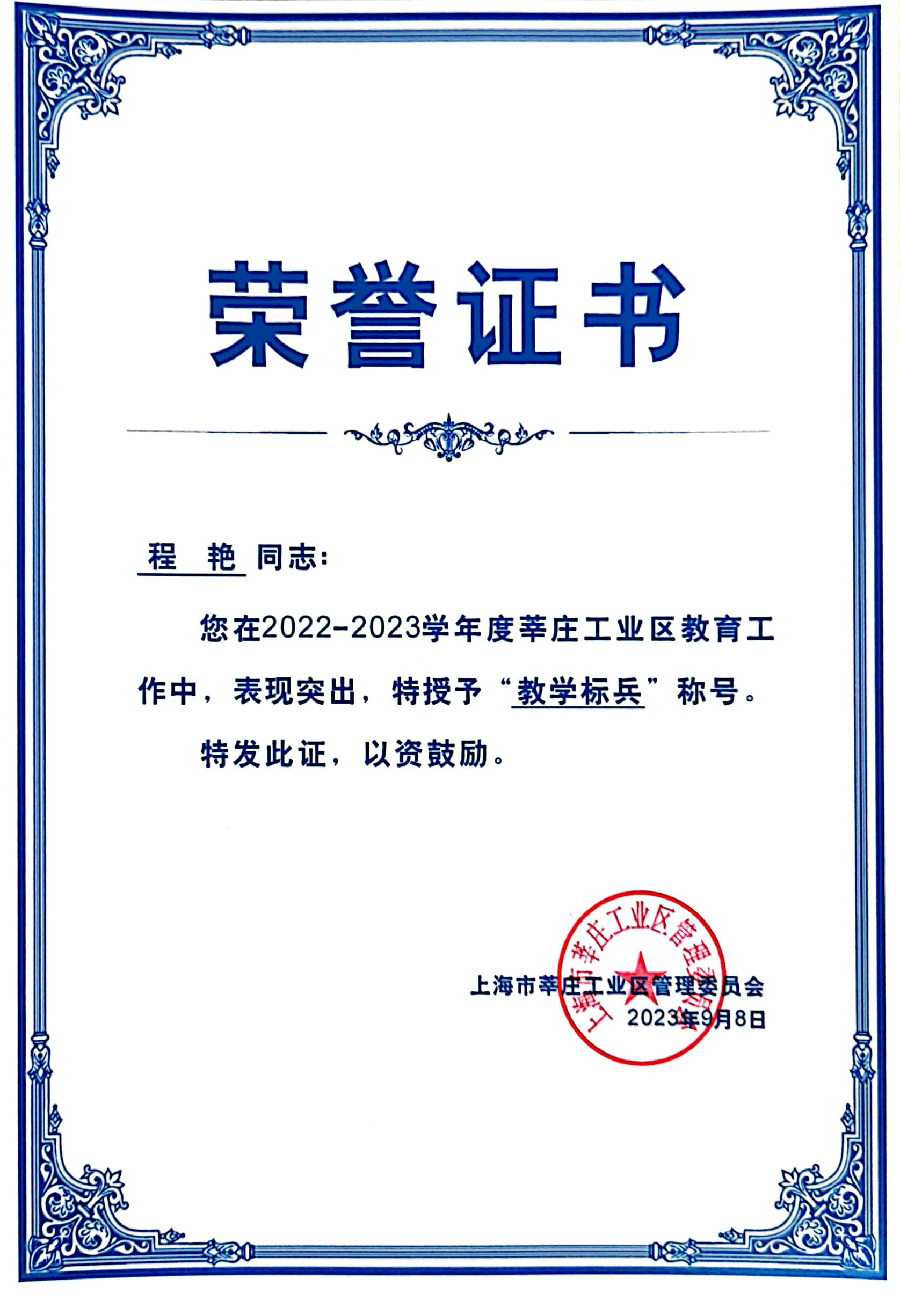 荣誉证书
程 艳 同志：
您在2022-2023学年度莘庄工业区教育工
作中，表现突出，特授予“教学标兵”称号。
特发此证，以资鼓励。
上海市莘庄工业区管理委员会
上海市莘庄工业区管理委员会
2023年9月8日